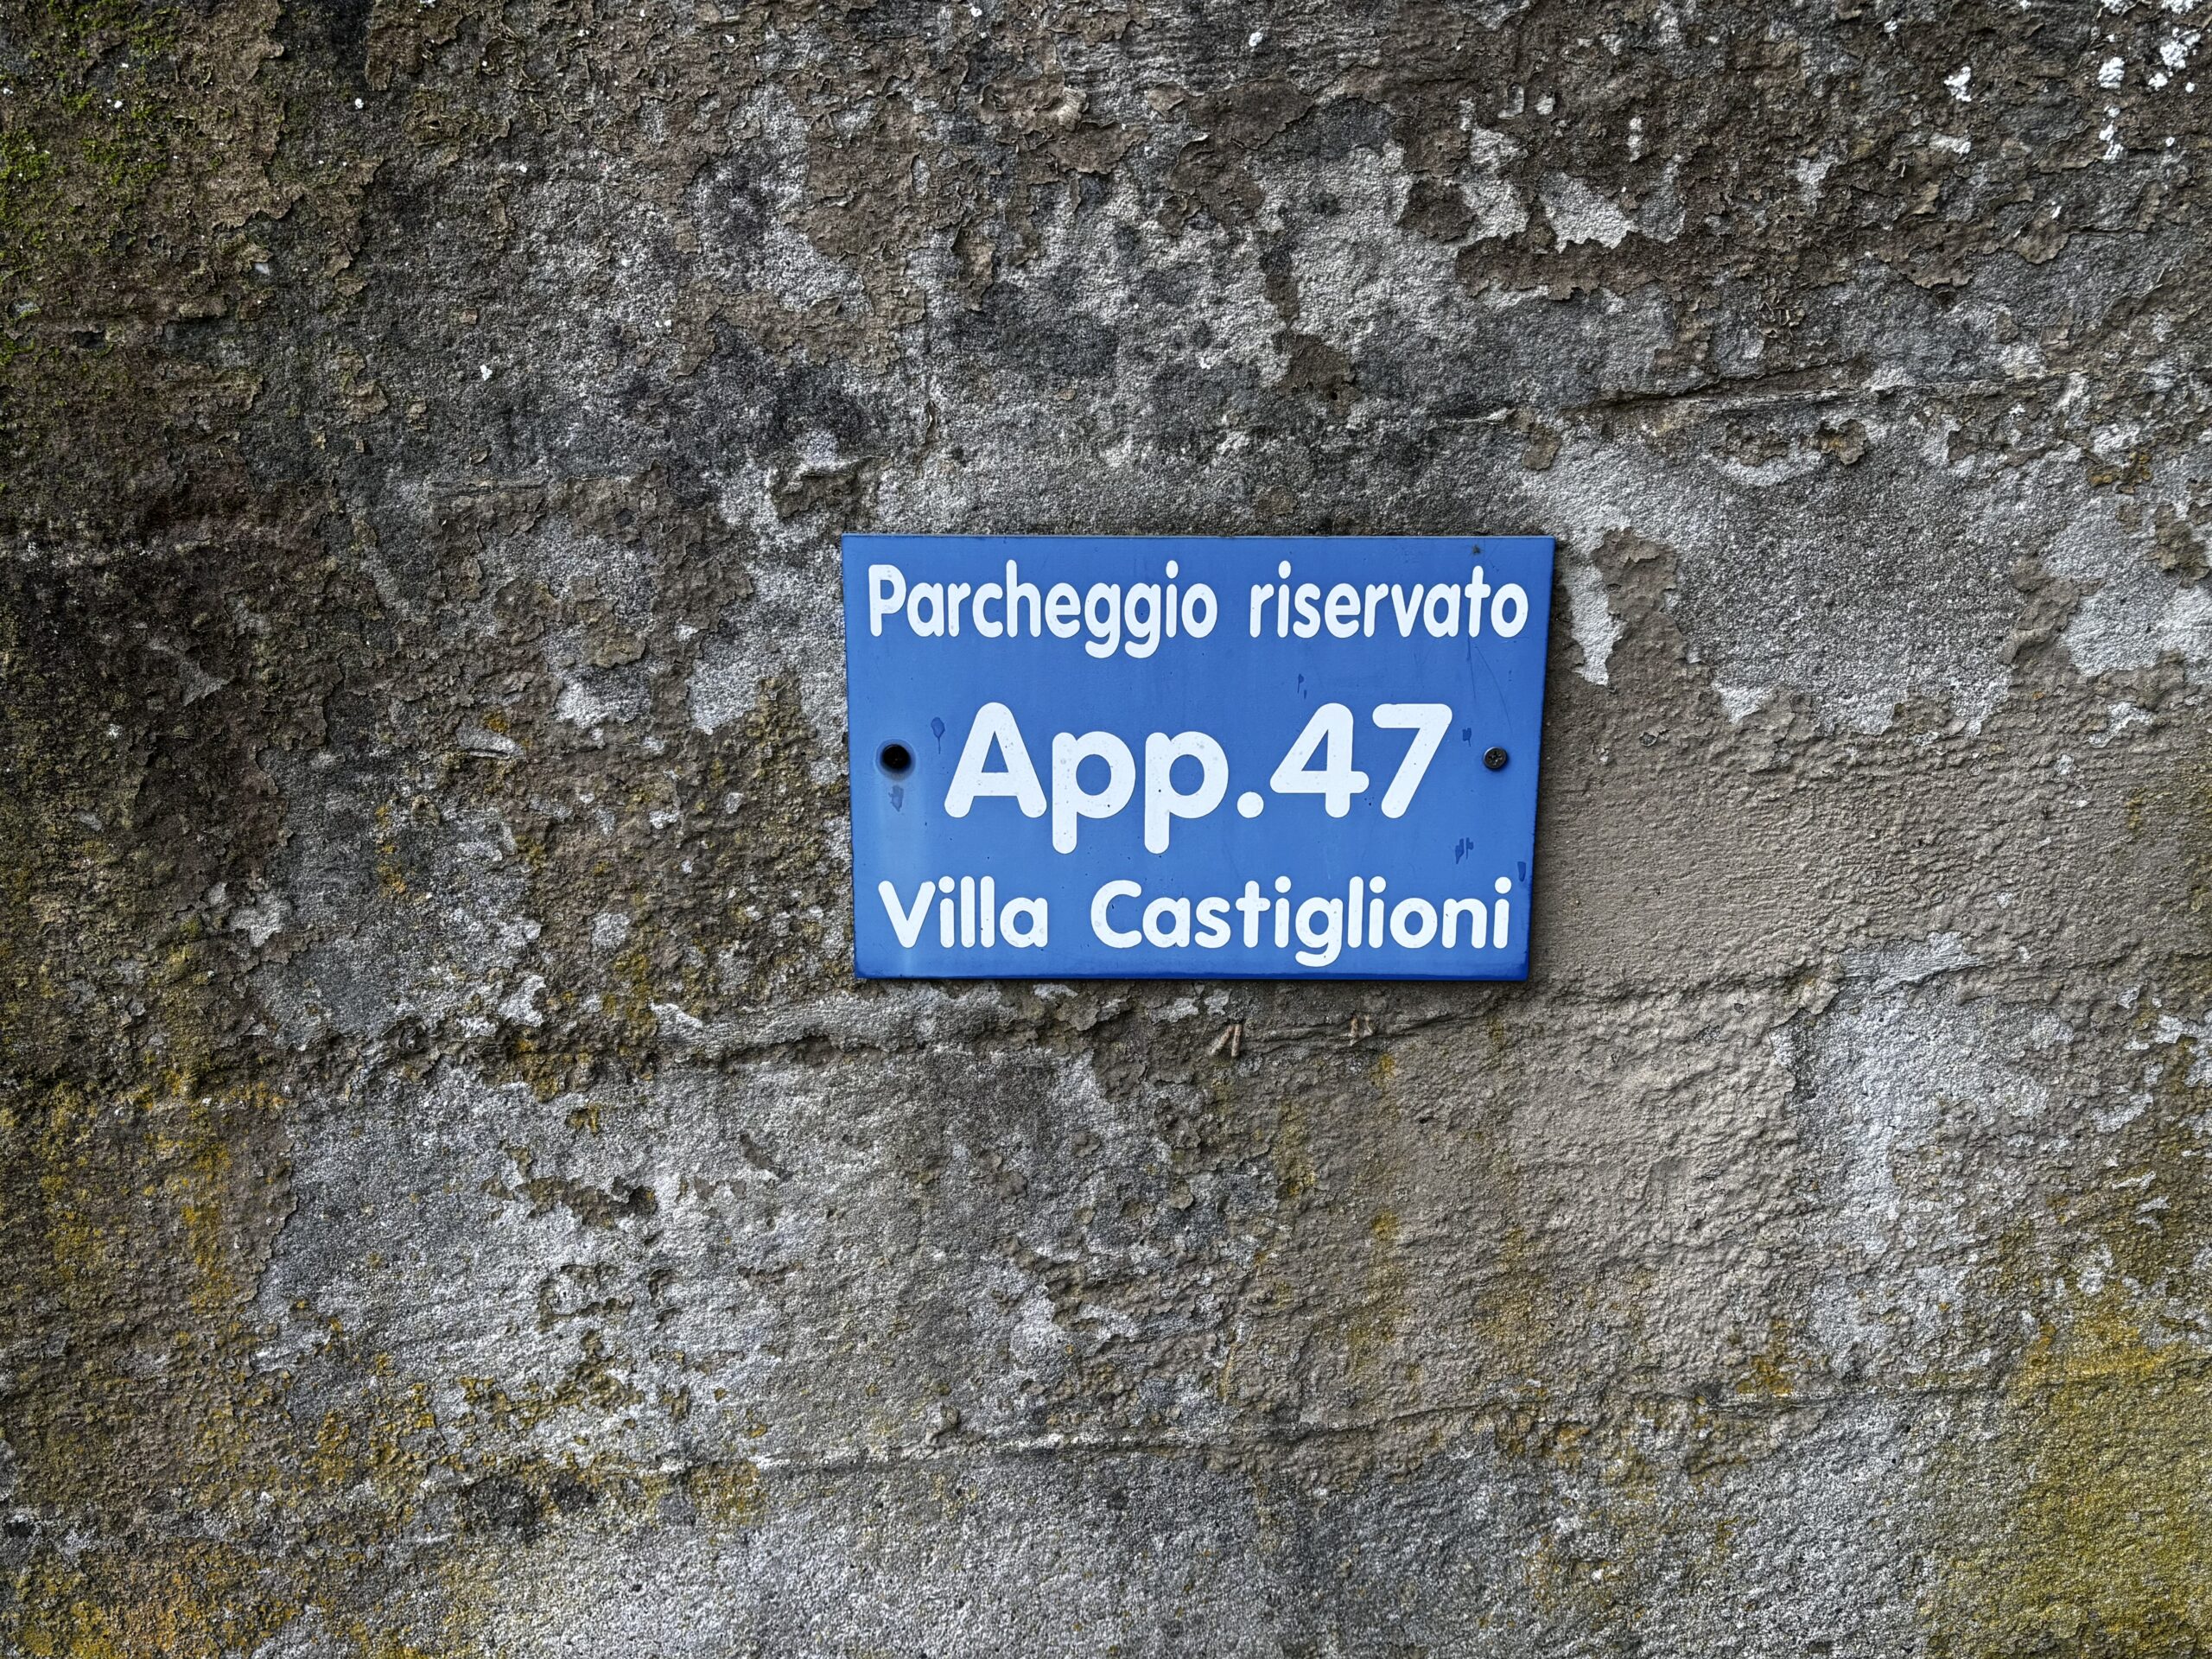 Parcheggio riservato
App.47
Villa Castiglioni